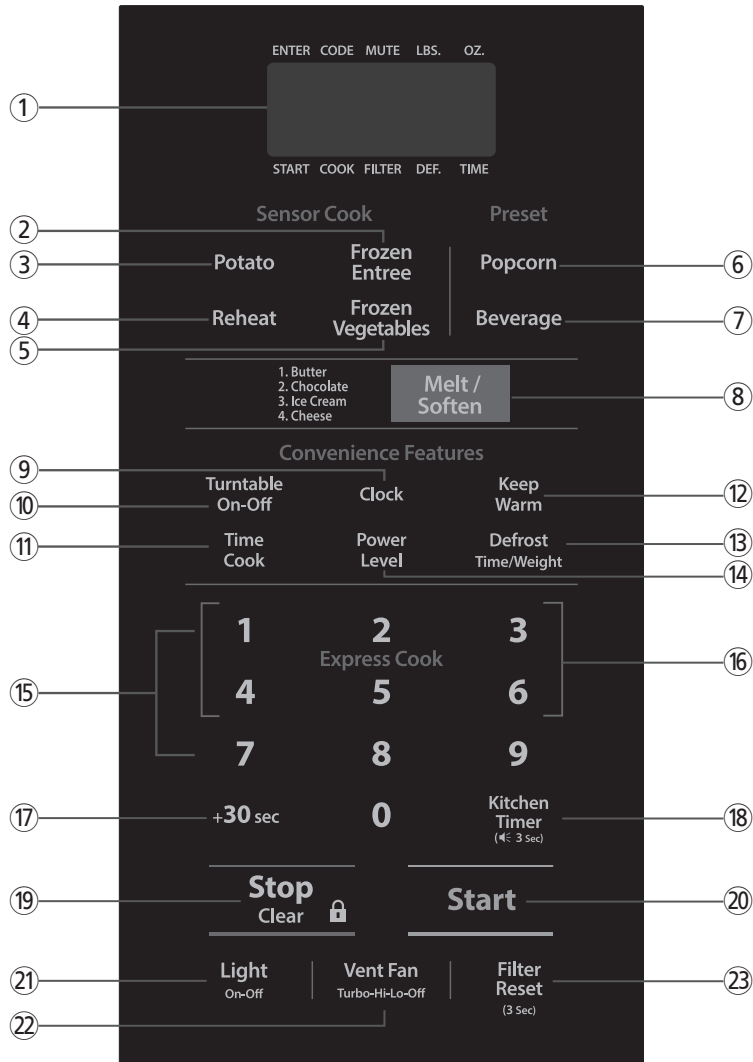 ENTER CODE MUTE LBS. OZ.
①
START COOK FILTER DEF. TIME
Sensor Cook Preset
②
③ Potato Frozen Entree Popcorn ⑥
④ Reheat Frozen Vegetables Beverage ⑦
⑤
1. Butter
2. Chocolate
3. Ice Cream
4. Cheese
Melt /
Soften
⑧
Convenience Features
⑨
⑩ Turntable On-Off Clock Keep Warm ⑫
⑪ Time Cook Power Level Defrost Time/Weight ⑬
⑭
1 2 3
Express Cook ⑯
⑮ 4 5 6
7 8 9
⑰ +30 sec 0 Kitchen Timer (3 Sec) ⑱
⑲ Stop Clear Start ⑳
㉑ Light On-Off Vent Fan Turbo-Hi-Lo-Off Filter Reset (3 Sec) ㉓
㉒